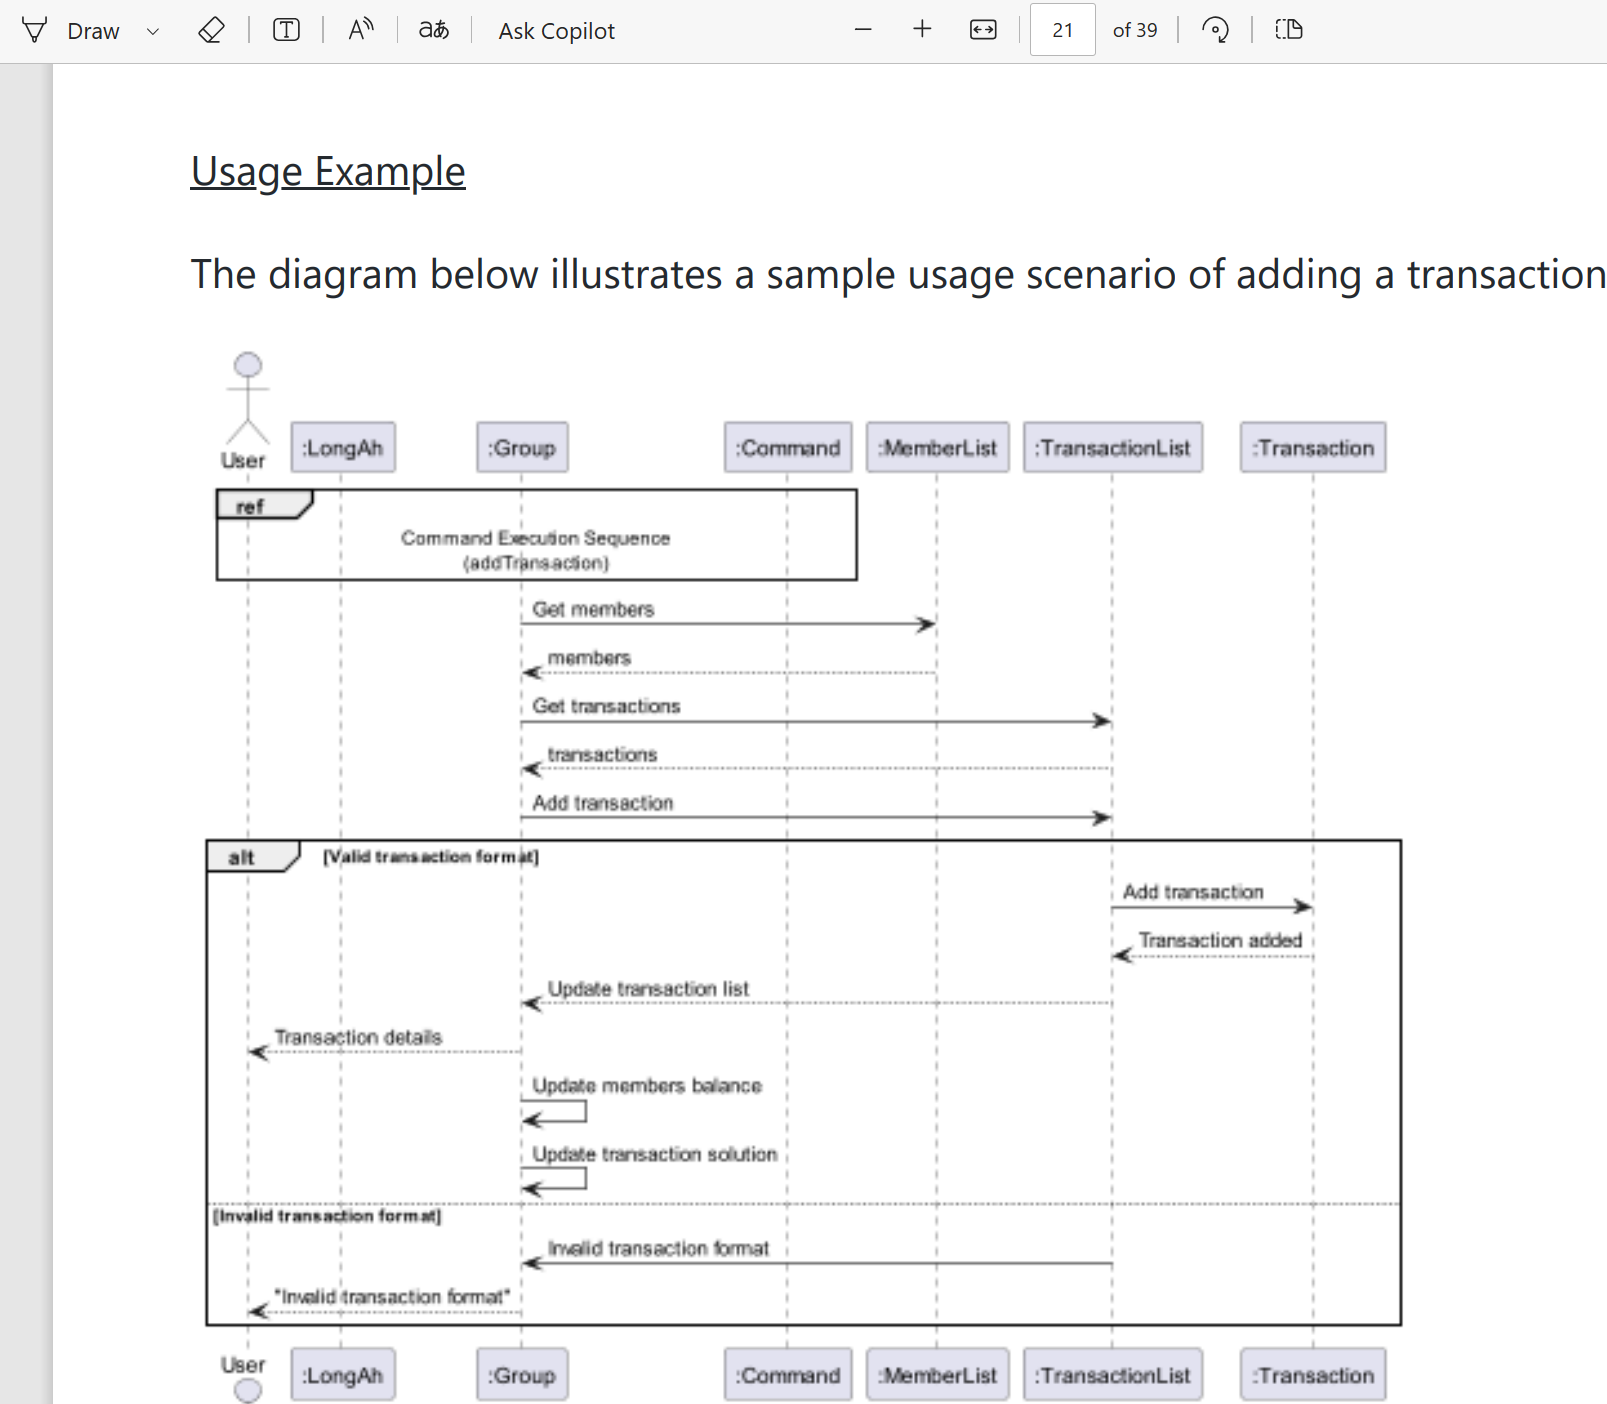 Draw
Ask Copilot
21 of 39
Usage Example
The diagram below illustrates a sample usage scenario of adding a transaction
User
:LongAh
:Group
:Command
:MemberList
:TransactionList
:Transaction
ref
Command Execution Sequence
(addTransaction)
Get members
members
Get transactions
transactions
Add transaction
alt
[Valid transaction format]
Add transaction
Transaction added
Update transaction list
Transaction details
Update members balance
Update transaction solution
[Invalid transaction format]
Invalid transaction format
"Invalid transaction format"
User
:LongAh
:Group
:Command
:MemberList
:TransactionList
:Transaction